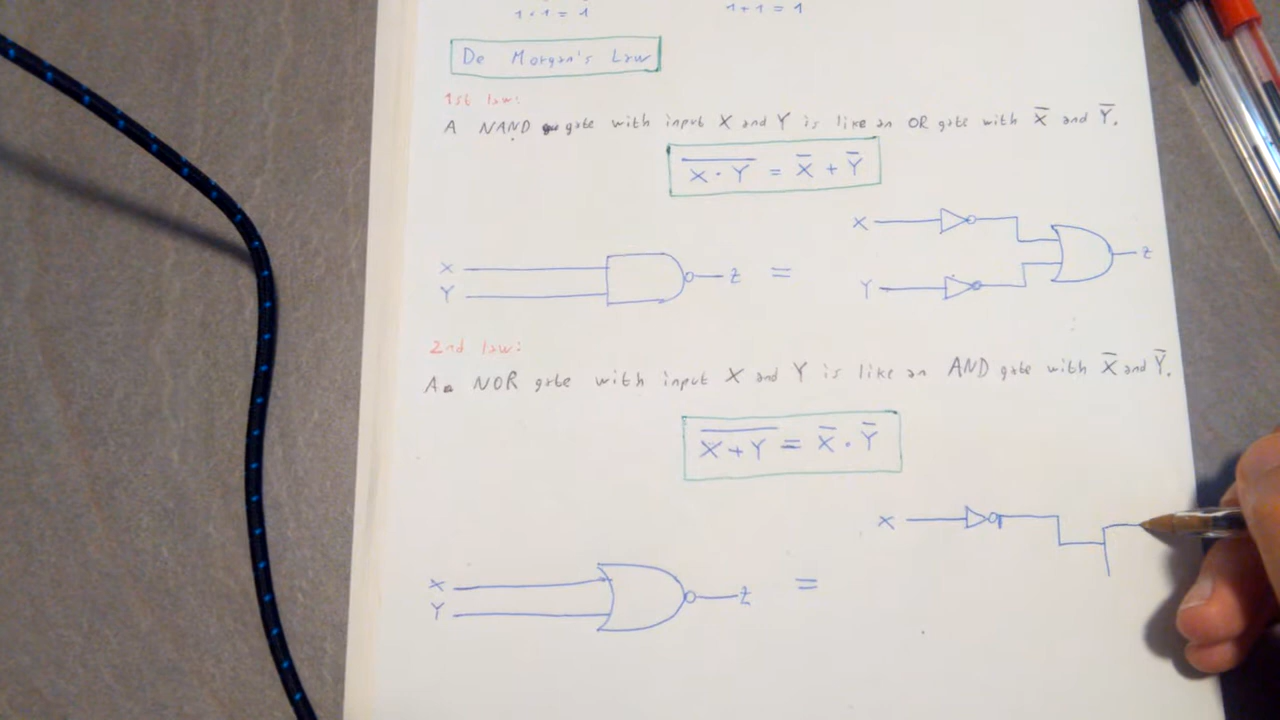 1 · 1 = 1 1 + 1 = 1
De Morgan's Law
1st law:
A NAND gate with input X and Y is like an OR gate with X̅ and Y̅.
X̅ ̅·̅ ̅Y̅ = X̅ + Y̅
X
X
Y
z
=
Y
z
2nd law:
A NOR gate with input X and Y is like an AND gate with X̅ and Y̅.
X̅ ̅+̅ ̅Y̅ = X̅ · Y̅
X
X
Y
z
=